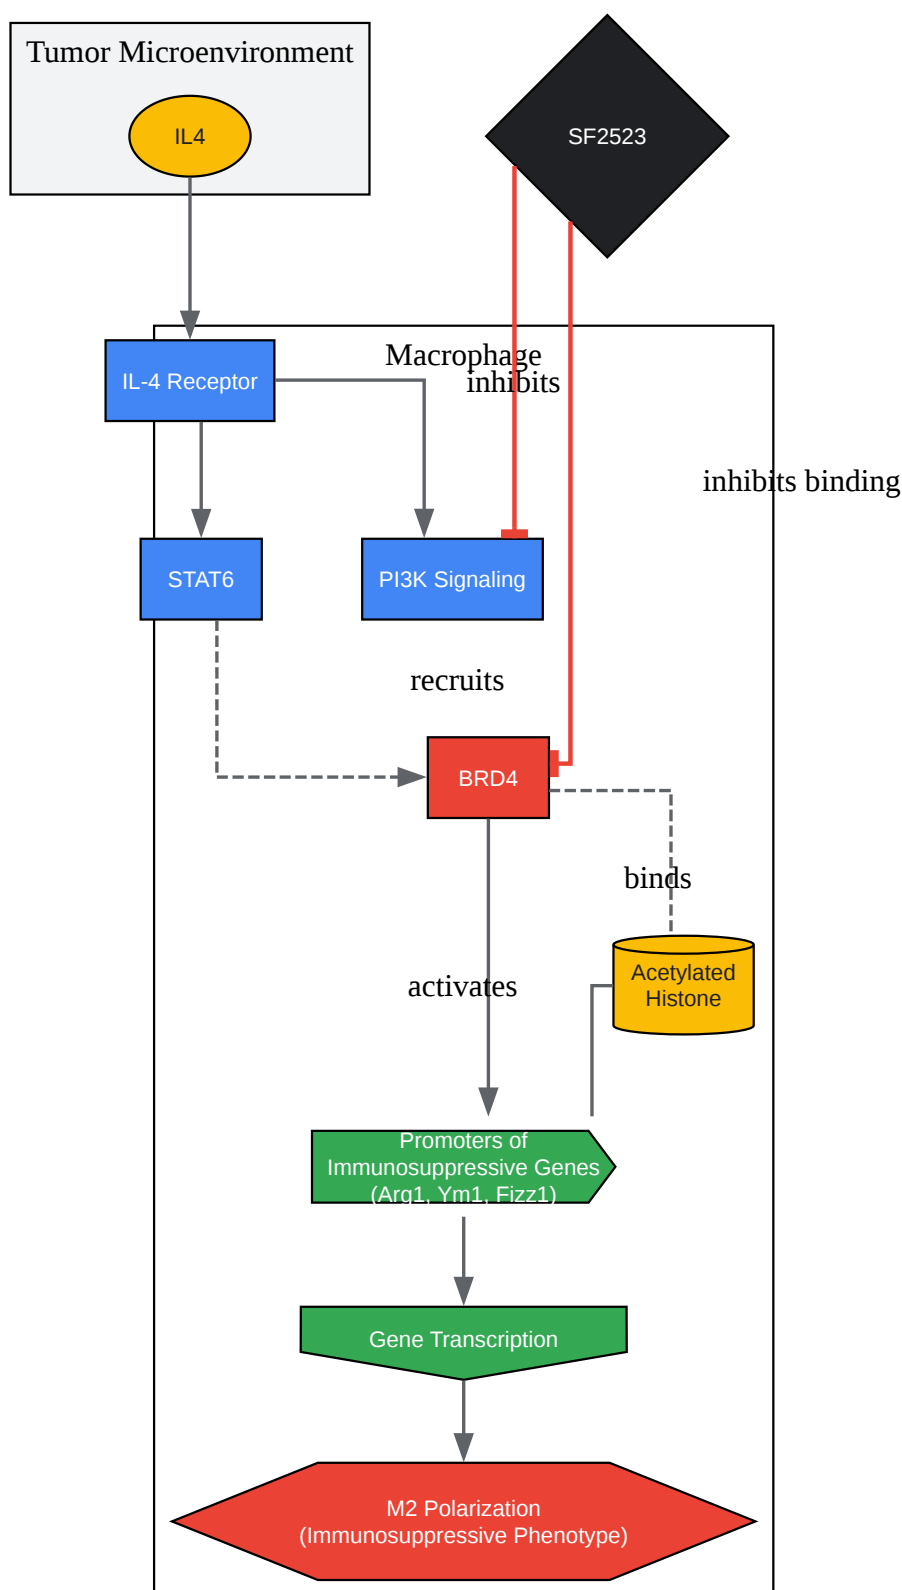 Tumor Microenvironment
IL4
SF2523
Macrophage
inhibits
IL-4 Receptor
inhibits binding
STAT6
PI3K Signaling
recruits
BRD4
binds
Acetylated
Histone
activates
Promoters of
Immunosuppressive Genes
(Arg1, Ym1, Fizz1)
Gene Transcription
M2 Polarization
(Immunosuppressive Phenotype)